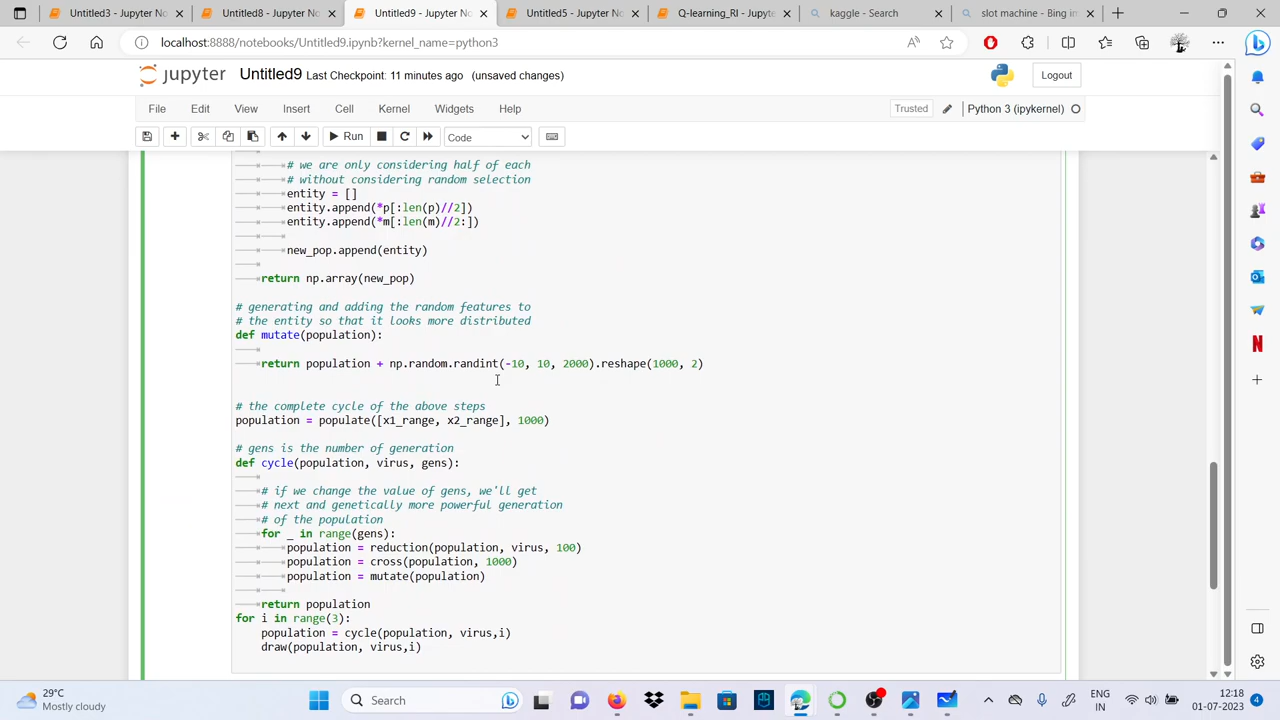 Untitled3 - Jupyter Not
Untitled8 - Jupyter Not
Untitled9 - Jupyter Not
Untitled5 - Jupyter Not
Q-learning_RI - Jupyte
kaggle - Search
slot machine - Bing in
localhost:8888/notebooks/Untitled9.ipynb?kernel_name=python3
jupyter Untitled9 Last Checkpoint: 11 minutes ago (unsaved changes)
Logout
File Edit View Insert Cell Kernel Widgets Help
Trusted
Python 3 (ipykernel)
Run
Code
# we are only considering half of each
# without considering random selection
entity = []
entity.append(*p[:len(p)//2])
entity.append(*m[:len(m)//2:])
new_pop.append(entity)
return np.array(new_pop)
# generating and adding the random features to
# the entity so that it looks more distributed
def mutate(population):
return population + np.random.randint(-10, 10, 2000).reshape(1000, 2)
# the complete cycle of the above steps
population = populate([x1_range, x2_range], 1000)
# gens is the number of generation
def cycle(population, virus, gens):
# if we change the value of gens, we'll get
# next and genetically more powerful generation
# of the population
for _ in range(gens):
population = reduction(population, virus, 100)
population = cross(population, 1000)
population = mutate(population)
return population
for i in range(3):
population = cycle(population, virus,i)
draw(population, virus,i)
29°C
Mostly cloudy
Search
ENG
IN
12:18
01-07-2023
4